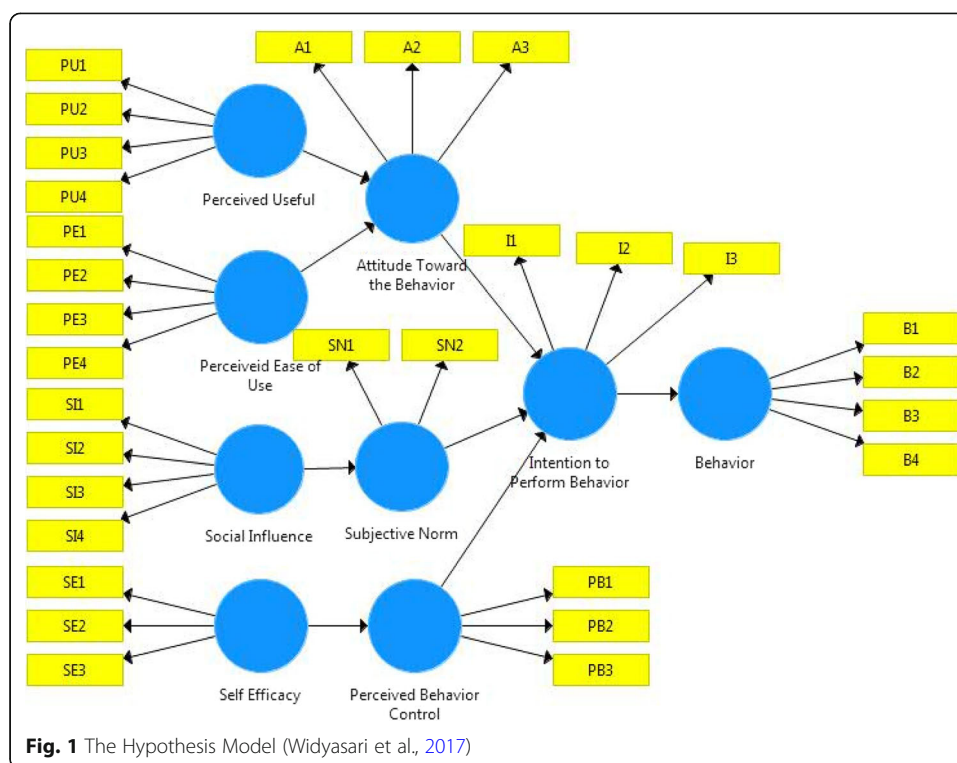 A1
A2
A3
PU1
PU2
PU3
PU4
Perceived Useful
PE1
PE2
PE3
PE4
Perceiveid Ease of
Use
Attitude Toward
the Behavior
I1
I2
I3
SN1
SN2
SI1
SI2
SI3
SI4
Social Influence
Subjective Norm
Intention to
Perform Behavior
Behavior
B1
B2
B3
B4
SE1
SE2
SE3
Self Efficacy
Perceived Behavior
Control
PB1
PB2
PB3
Fig. 1 The Hypothesis Model (Widyasari et al., 2017)